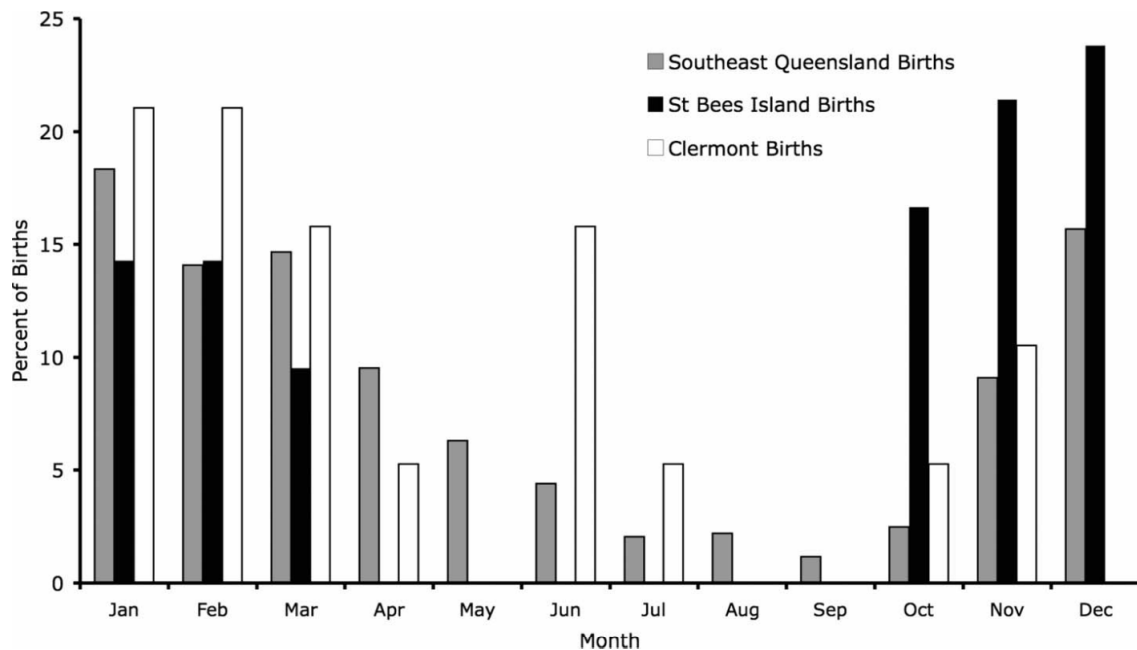 25
20
15
10
5
0
Percent of Births
Southeast Queensland Births
St Bees Island Births
Clermont Births
Jan Feb Mar Apr May Jun Jul Aug Sep Oct Nov Dec
Month